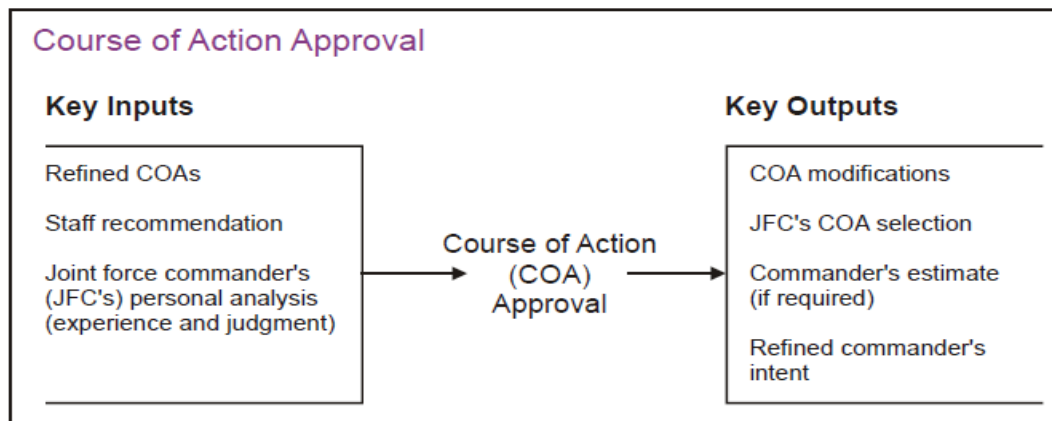 Course of Action Approval
Key Inputs
Refined COAs
Staff recommendation
Joint force commander's
(JFC's) personal analysis
(experience and judgment)
Course of Action
(COA)
Approval
Key Outputs
COA modifications
JFC's COA selection
Commander's estimate
(if required)
Refined commander's
intent